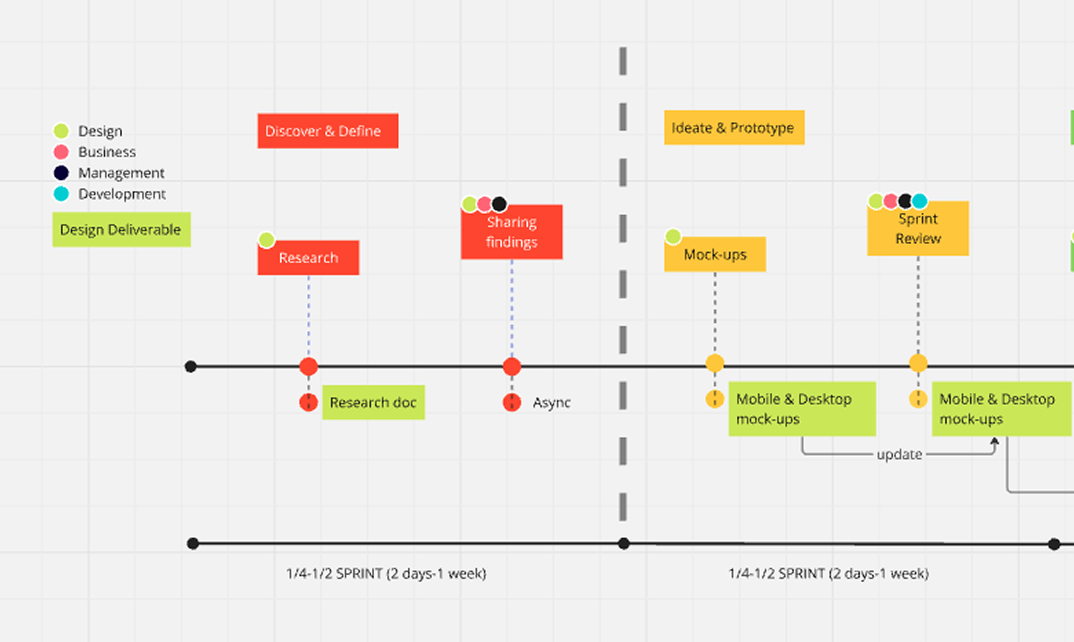 Design
Business
Management
Development
Design Deliverable
Discover & Define
Research
Sharing
findings
Research doc
Async
1/4-1/2 SPRINT (2 days-1 week)
Ideate & Prototype
Mock-ups
Sprint
Review
Mobile & Desktop
mock-ups
Mobile & Desktop
mock-ups
update
1/4-1/2 SPRINT (2 days-1 week)